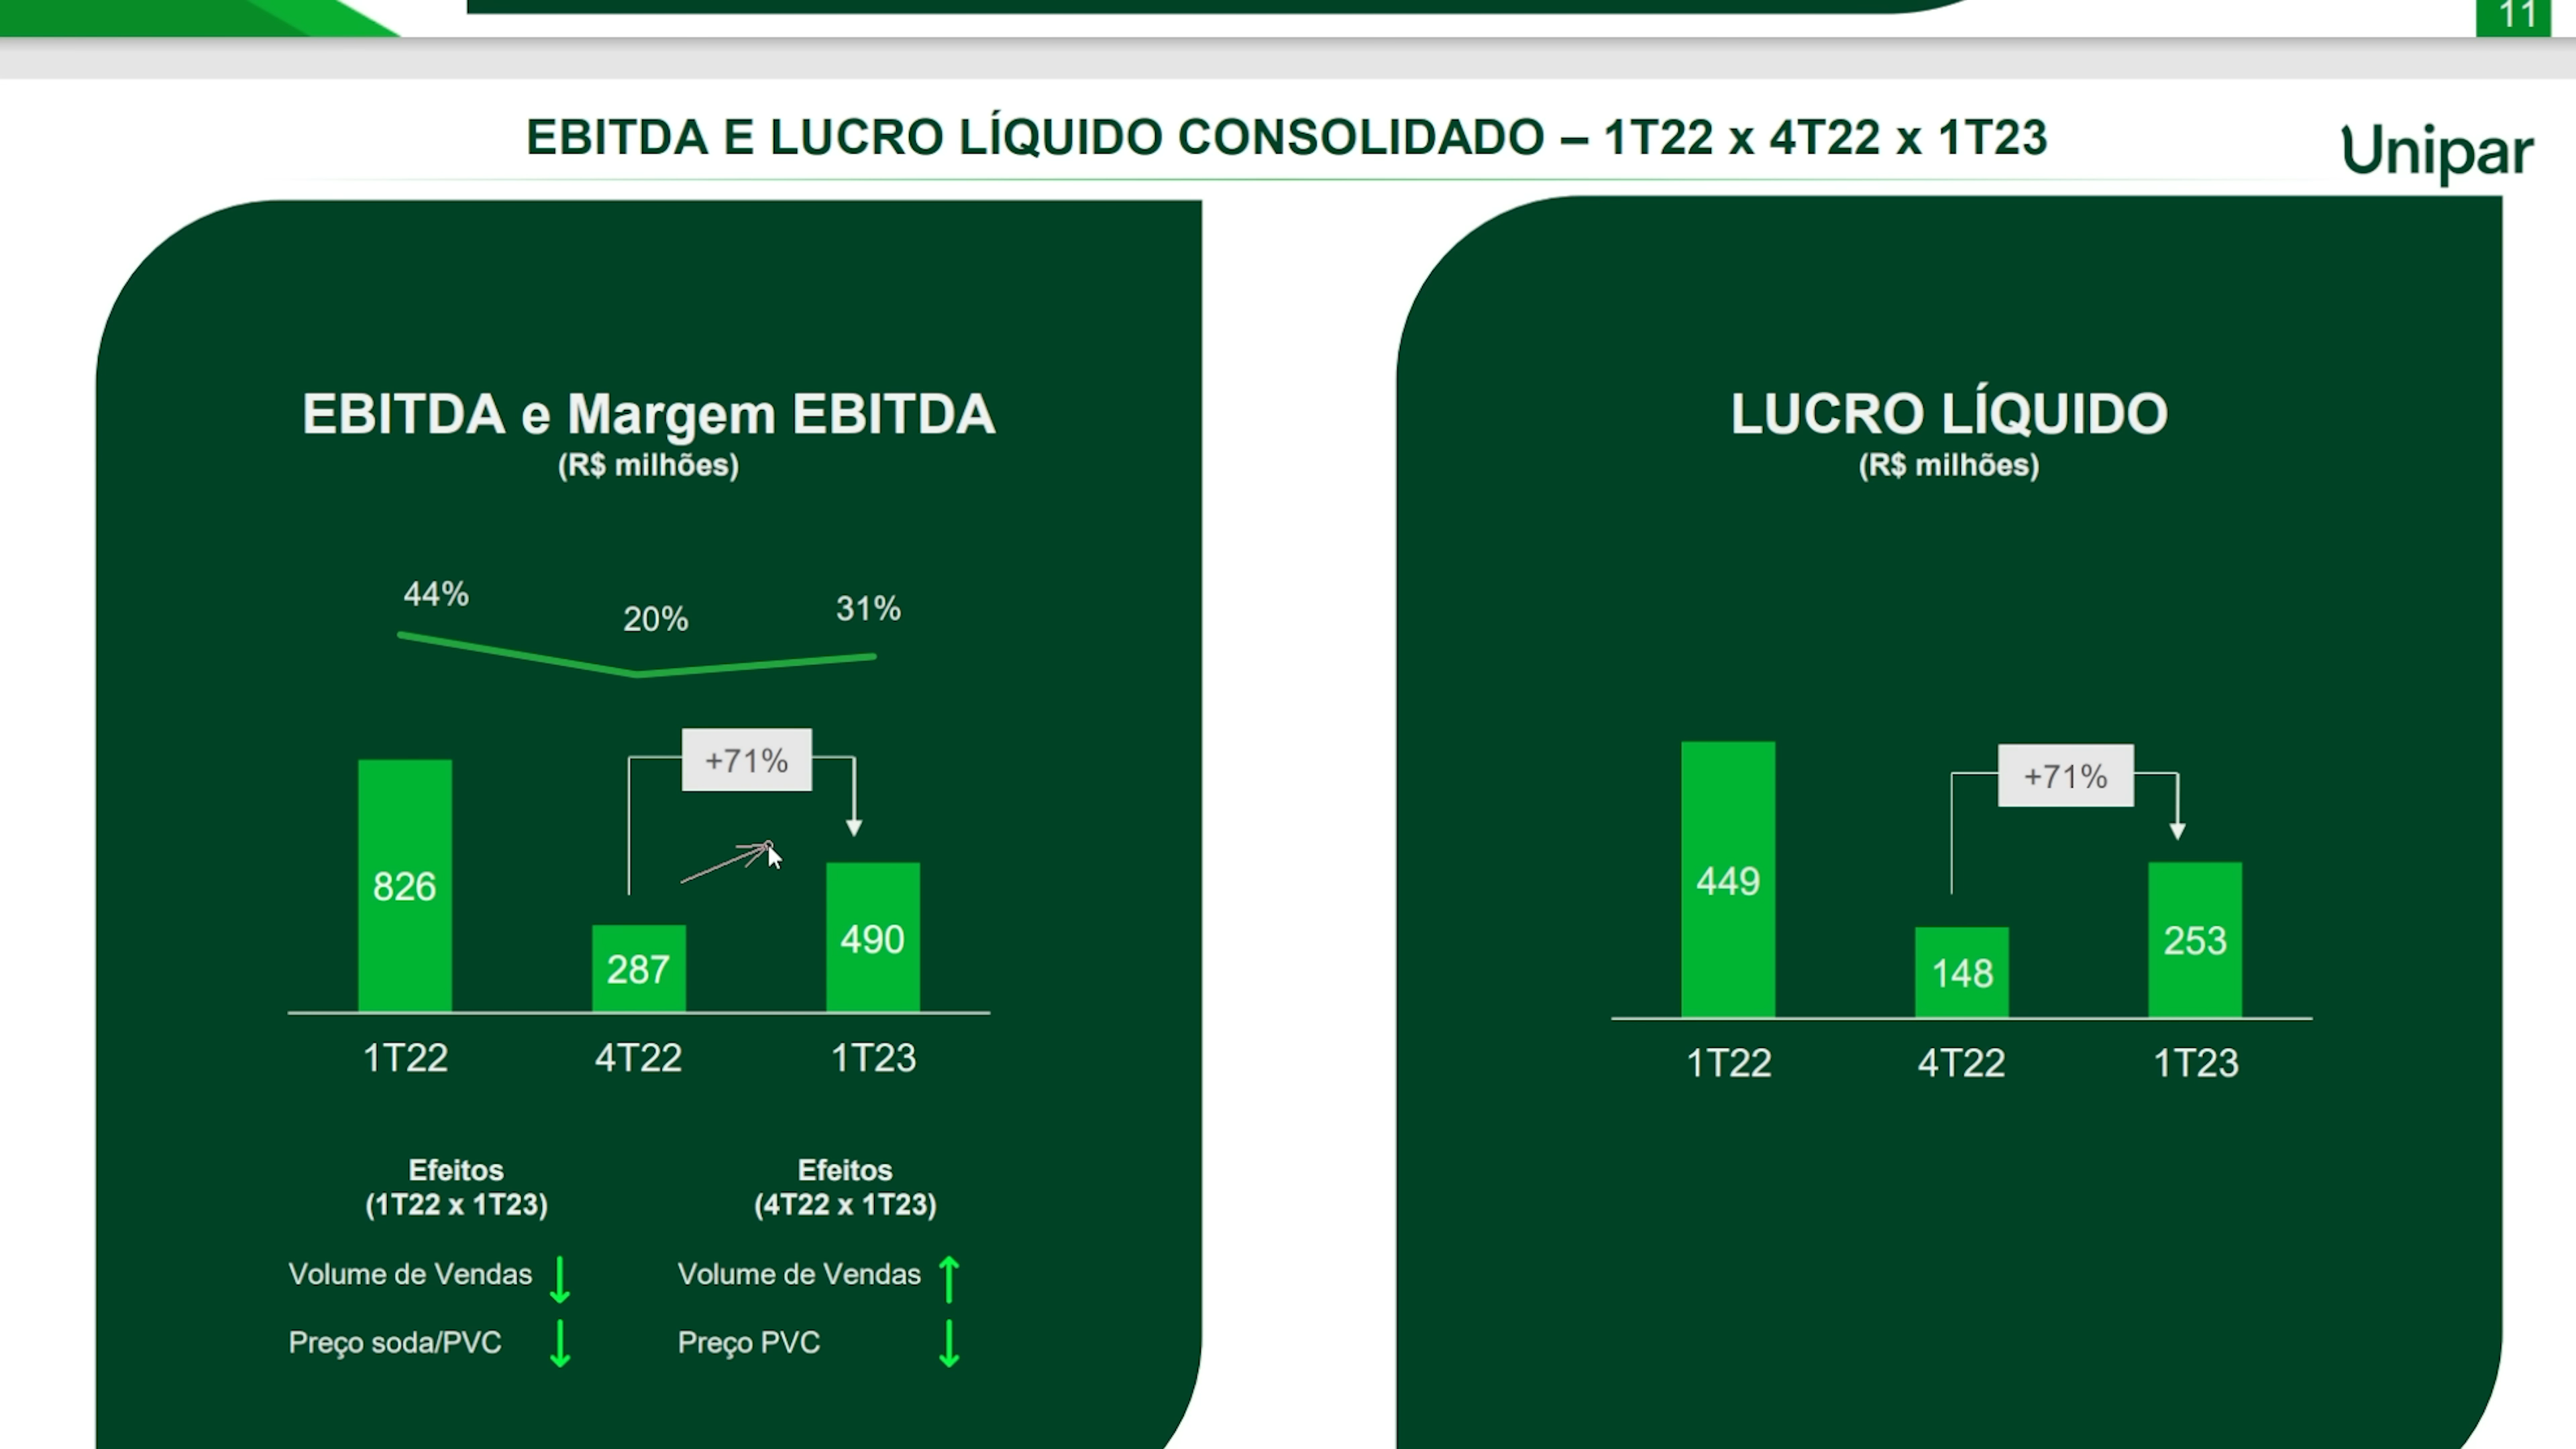 11
EBITDA E LUCRO LÍQUIDO CONSOLIDADO – 1T22 x 4T22 x 1T23
Unipar
EBITDA e Margem EBITDA
(R$ milhões)
44%
20%
31%
+71%
826
287
490
1T22
4T22
1T23
Efeitos
(1T22 x 1T23)
Volume de Vendas
Preço soda/PVC
Efeitos
(4T22 x 1T23)
Volume de Vendas
Preço PVC
LUCRO LÍQUIDO
(R$ milhões)
+71%
449
148
253
1T22
4T22
1T23